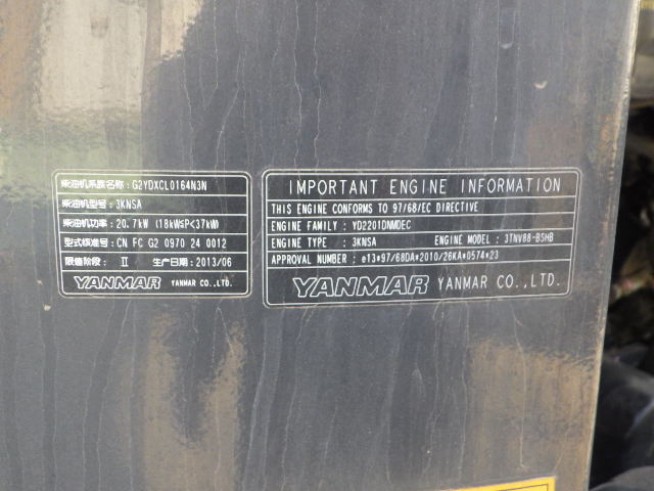 柴油机系族名称: G2YDXCL0164N3N
柴油机型号: 3KNSA
柴油机功率: 20.7kW (18kW≤P<37kW)
型式核准号: CN FC G2 0970 24 0012
限值阶段: II 生产日期: 2013/06
YANMAR YANMAR CO.,LTD.
IMPORTANT ENGINE INFORMATION
THIS ENGINE CONFORMS TO 97/68/EC DIRECTIVE
ENGINE FAMILY : YD2201DNMDEC
ENGINE TYPE : 3KNSA ENGINE MODEL : 3TNV88-BSHB
APPROVAL NUMBER : e13*97/68DA*2010/26KA*0574*23
YANMAR YANMAR CO.,LTD.